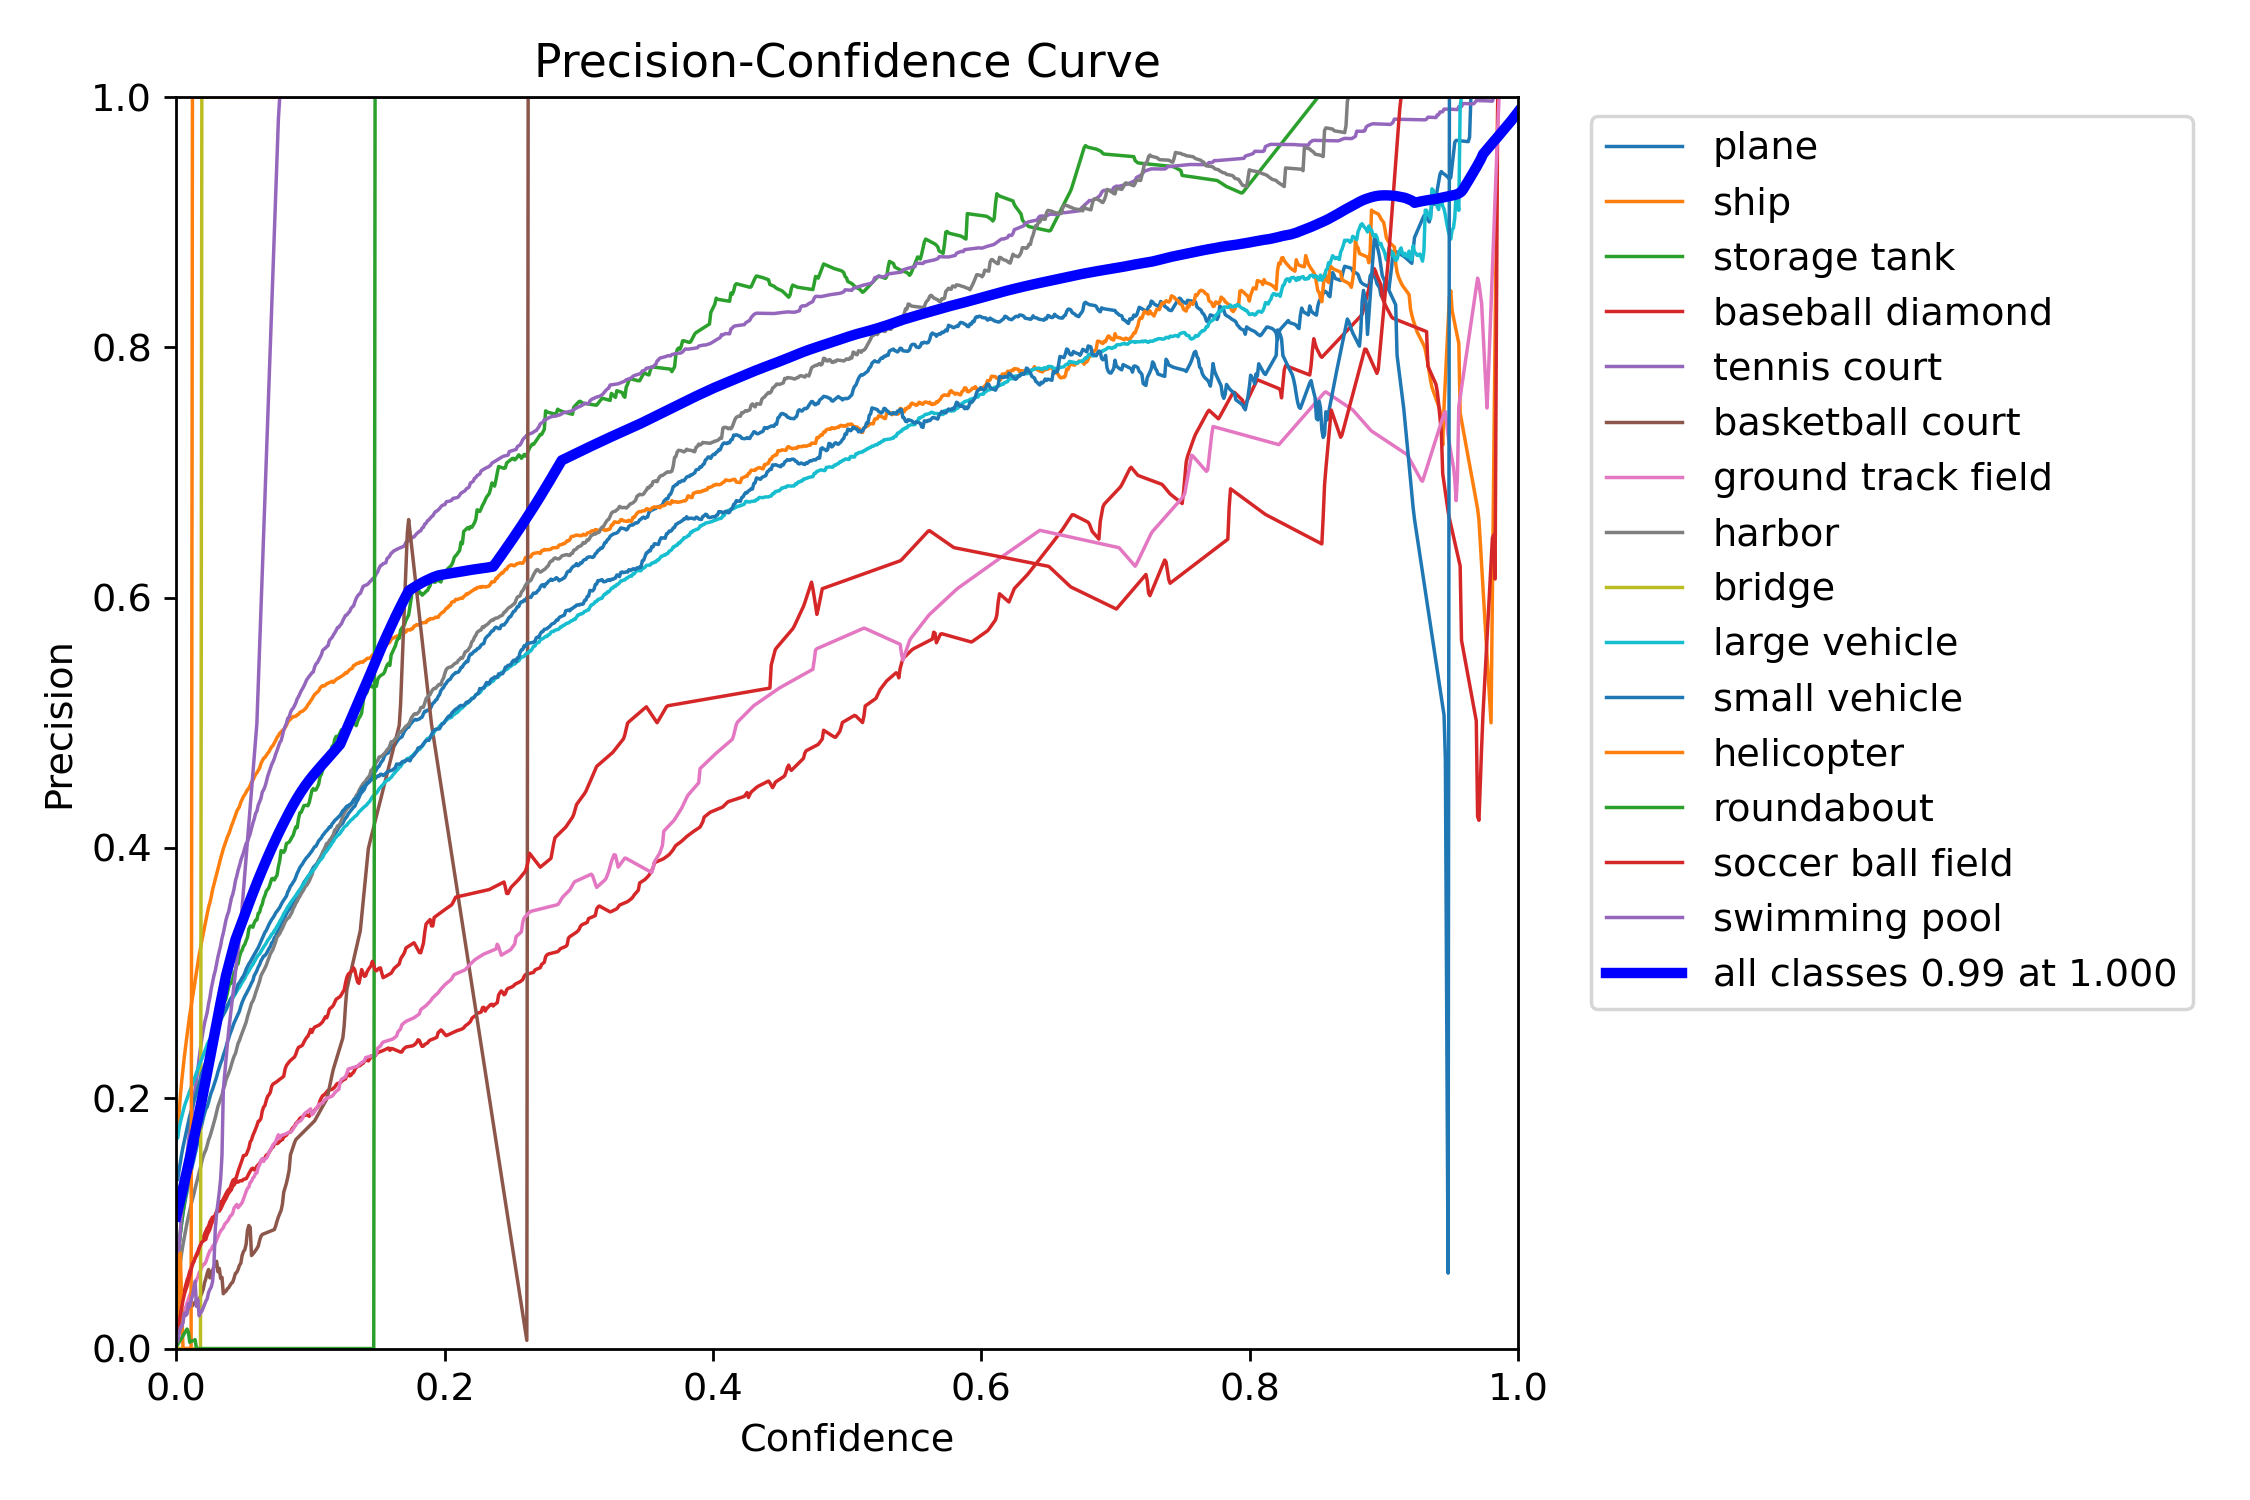 Precision-Confidence Curve
1.0
0.8
0.6
0.4
0.2
0.0
Precision
0.0 0.2 0.4 0.6 0.8 1.0
Confidence
plane
ship
storage tank
baseball diamond
tennis court
basketball court
ground track field
harbor
bridge
large vehicle
small vehicle
helicopter
roundabout
soccer ball field
swimming pool
all classes 0.99 at 1.000